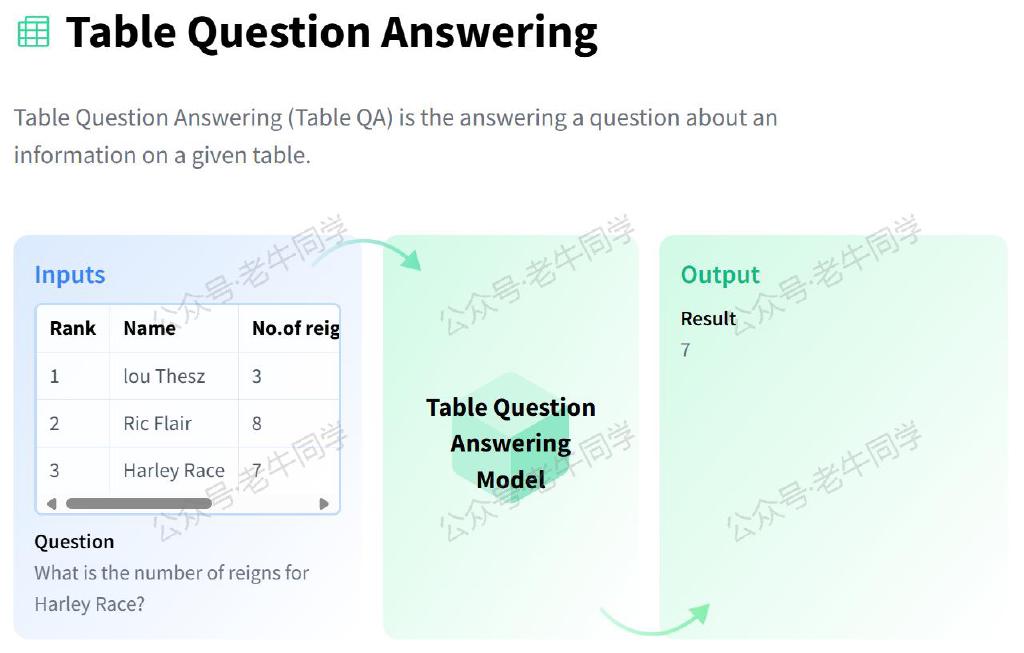 Table Question Answering
Table Question Answering (Table QA) is the answering a question about an
information on a given table.
Inputs
Rank Name No.of reig
1 lou Thesz 3
2 Ric Flair 8
3 Harley Race 7
Question
What is the number of reigns for
Harley Race?
Table Question
Answering
Model
Output
Result
7
公众号·老牛同学
公众号·老牛同学
公众号·老牛同学
公众号·老牛同学
公众号·老牛同学
公众号·老牛同学